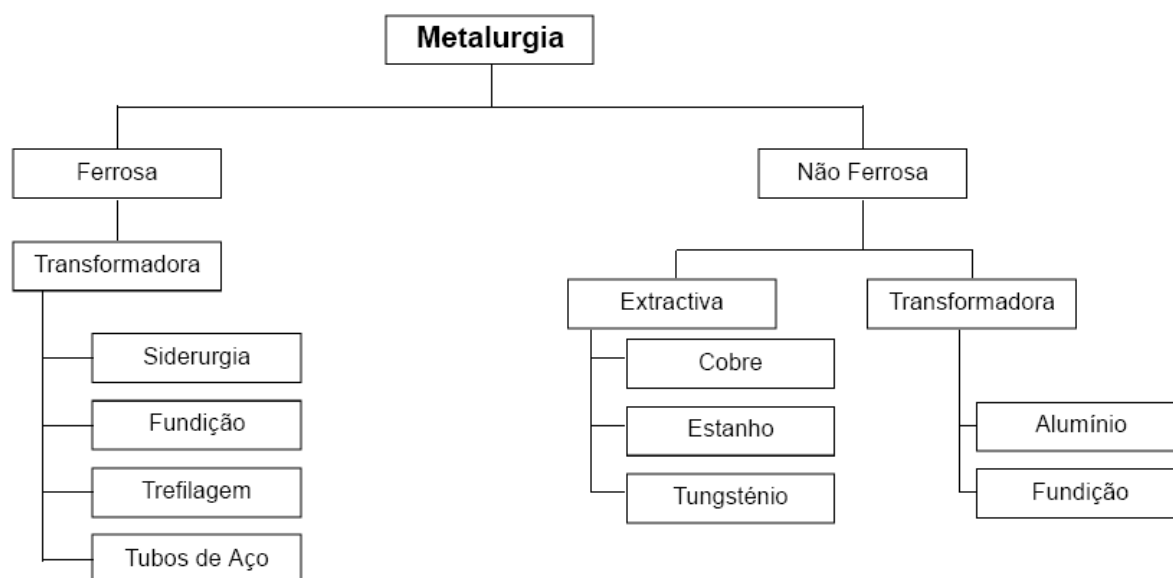 Metalurgia
Ferrosa
Não Ferrosa
Transformadora
Extractiva
Transformadora
Siderurgia
Cobre
Fundição
Estanho
Alumínio
Trefilagem
Tungsténio
Fundição
Tubos de Aço